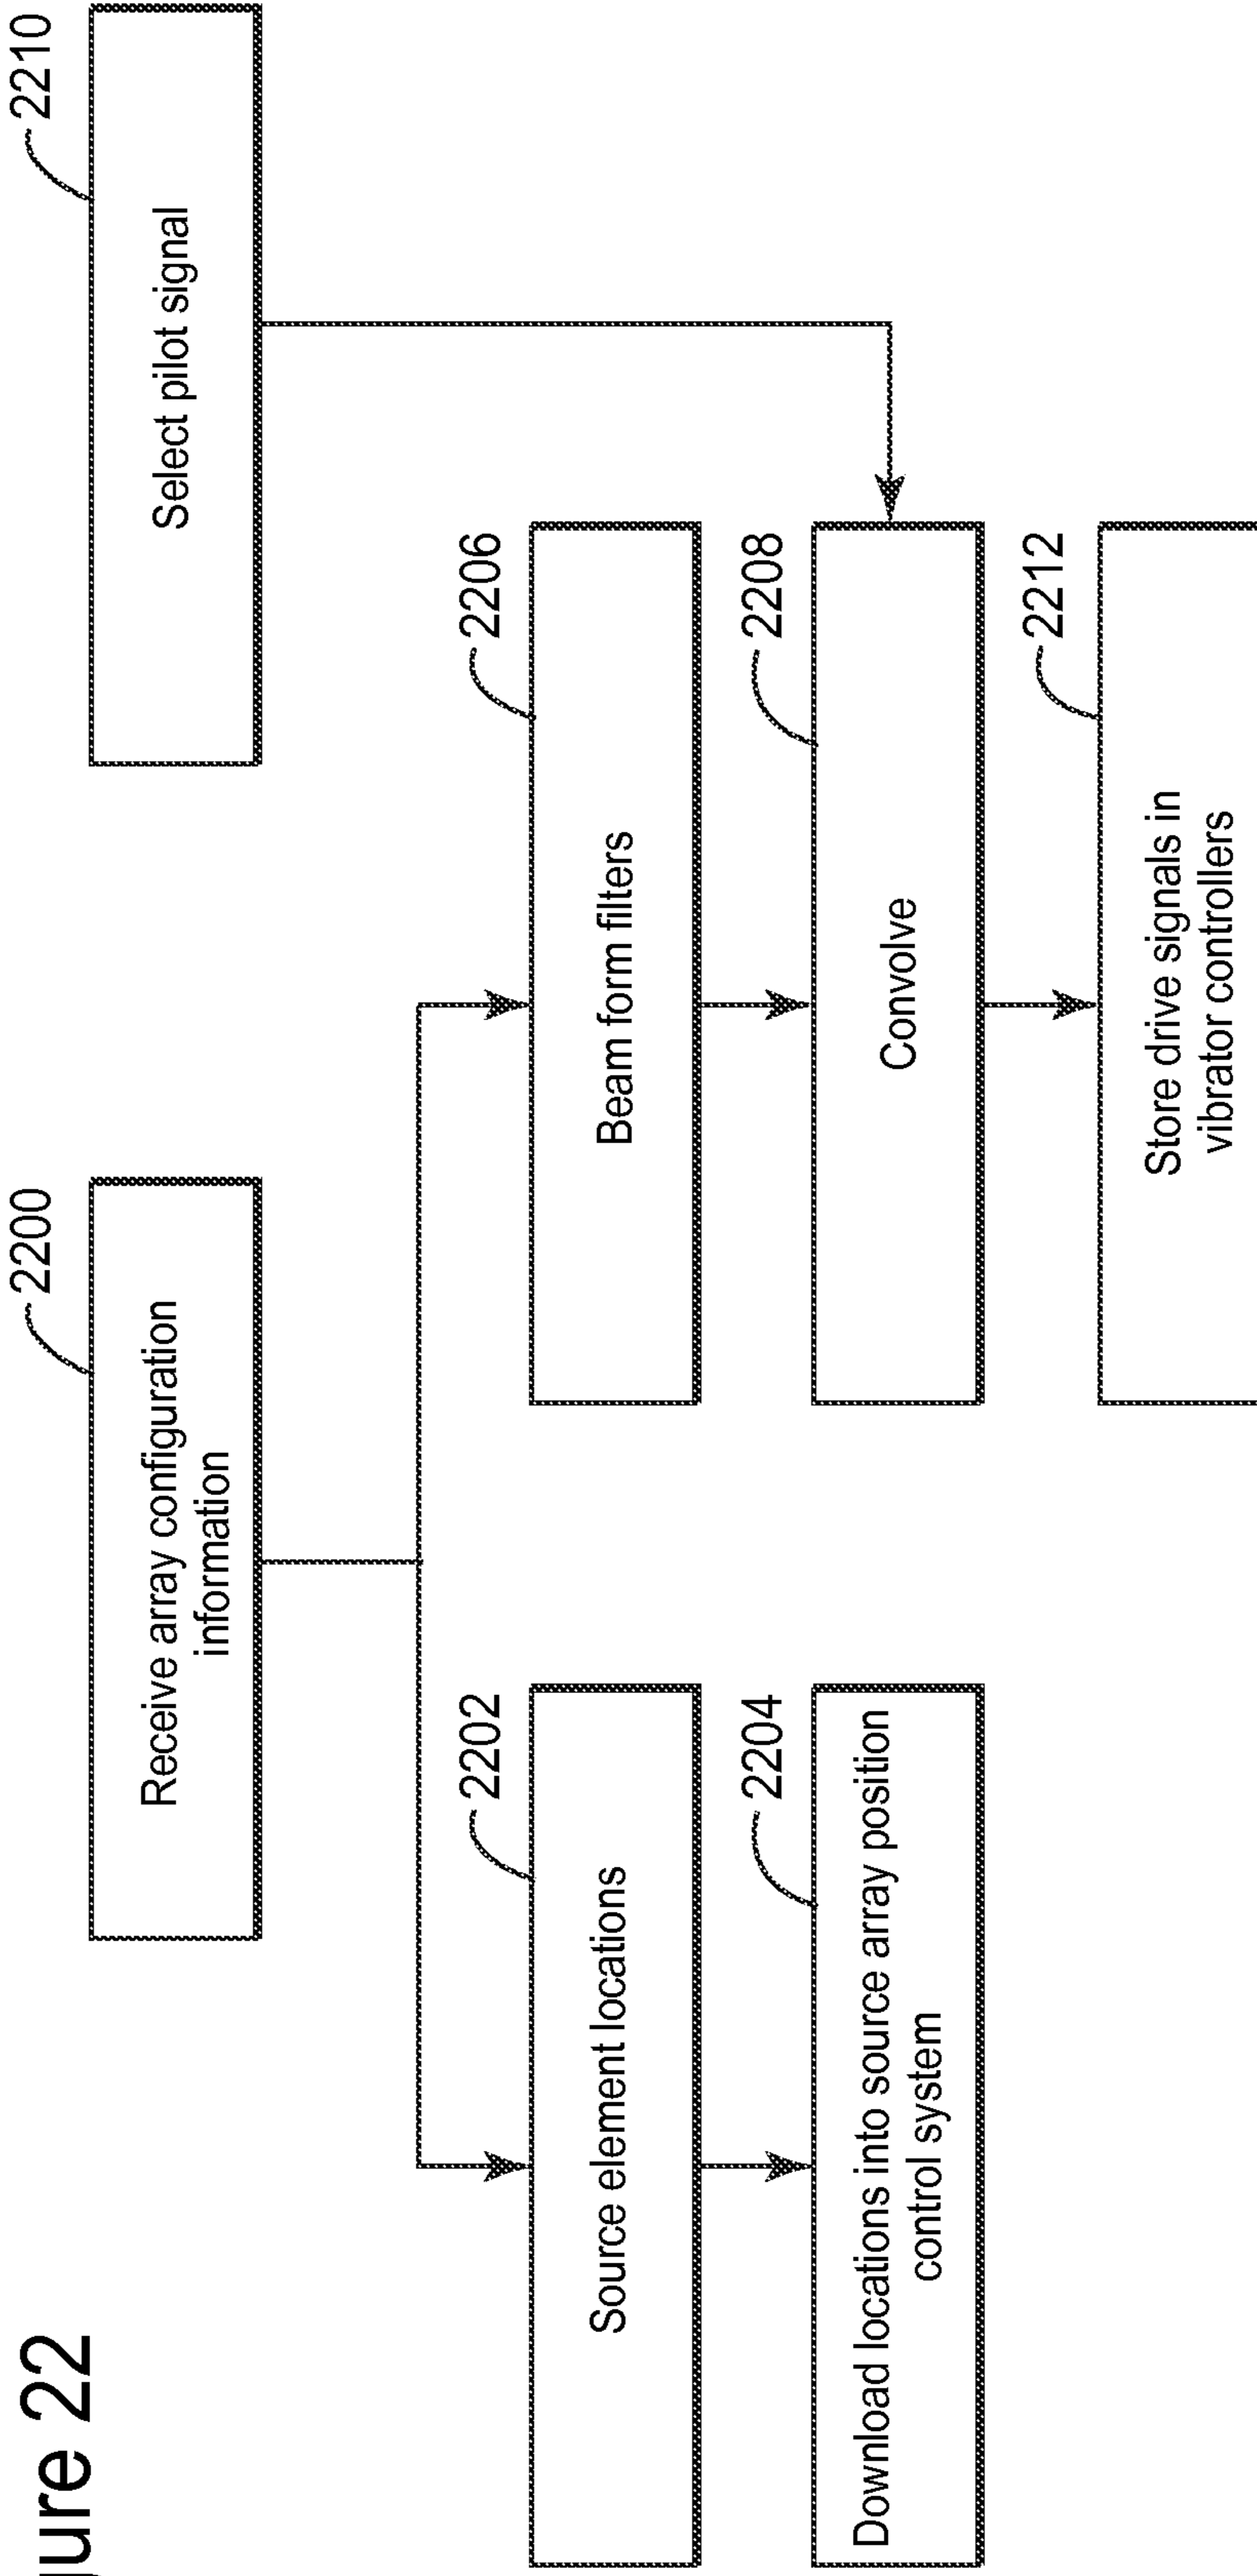 gure 22
2200
Receive array configuration
information
2210
Select pilot signal
2202
Source element locations
2206
Beam form filters
2204
Download locations into source array position
control system
2208
Convolve
2212
Store drive signals in
vibrator controllers